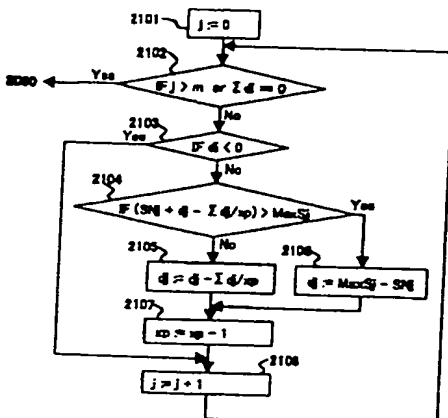 2101
j := 0
2102
IF j > m or Σ dj == 0
Yes
2080
No
2103
IF dj < 0
Yes
No
2104
IF (SNj + dj - Σ dj/xp) > MaxSj
Yes
No
2105
dj := dj - Σ dj/xp
2106
dj := MaxSj - SNj
2107
xp := xp - 1
2108
j := j + 1